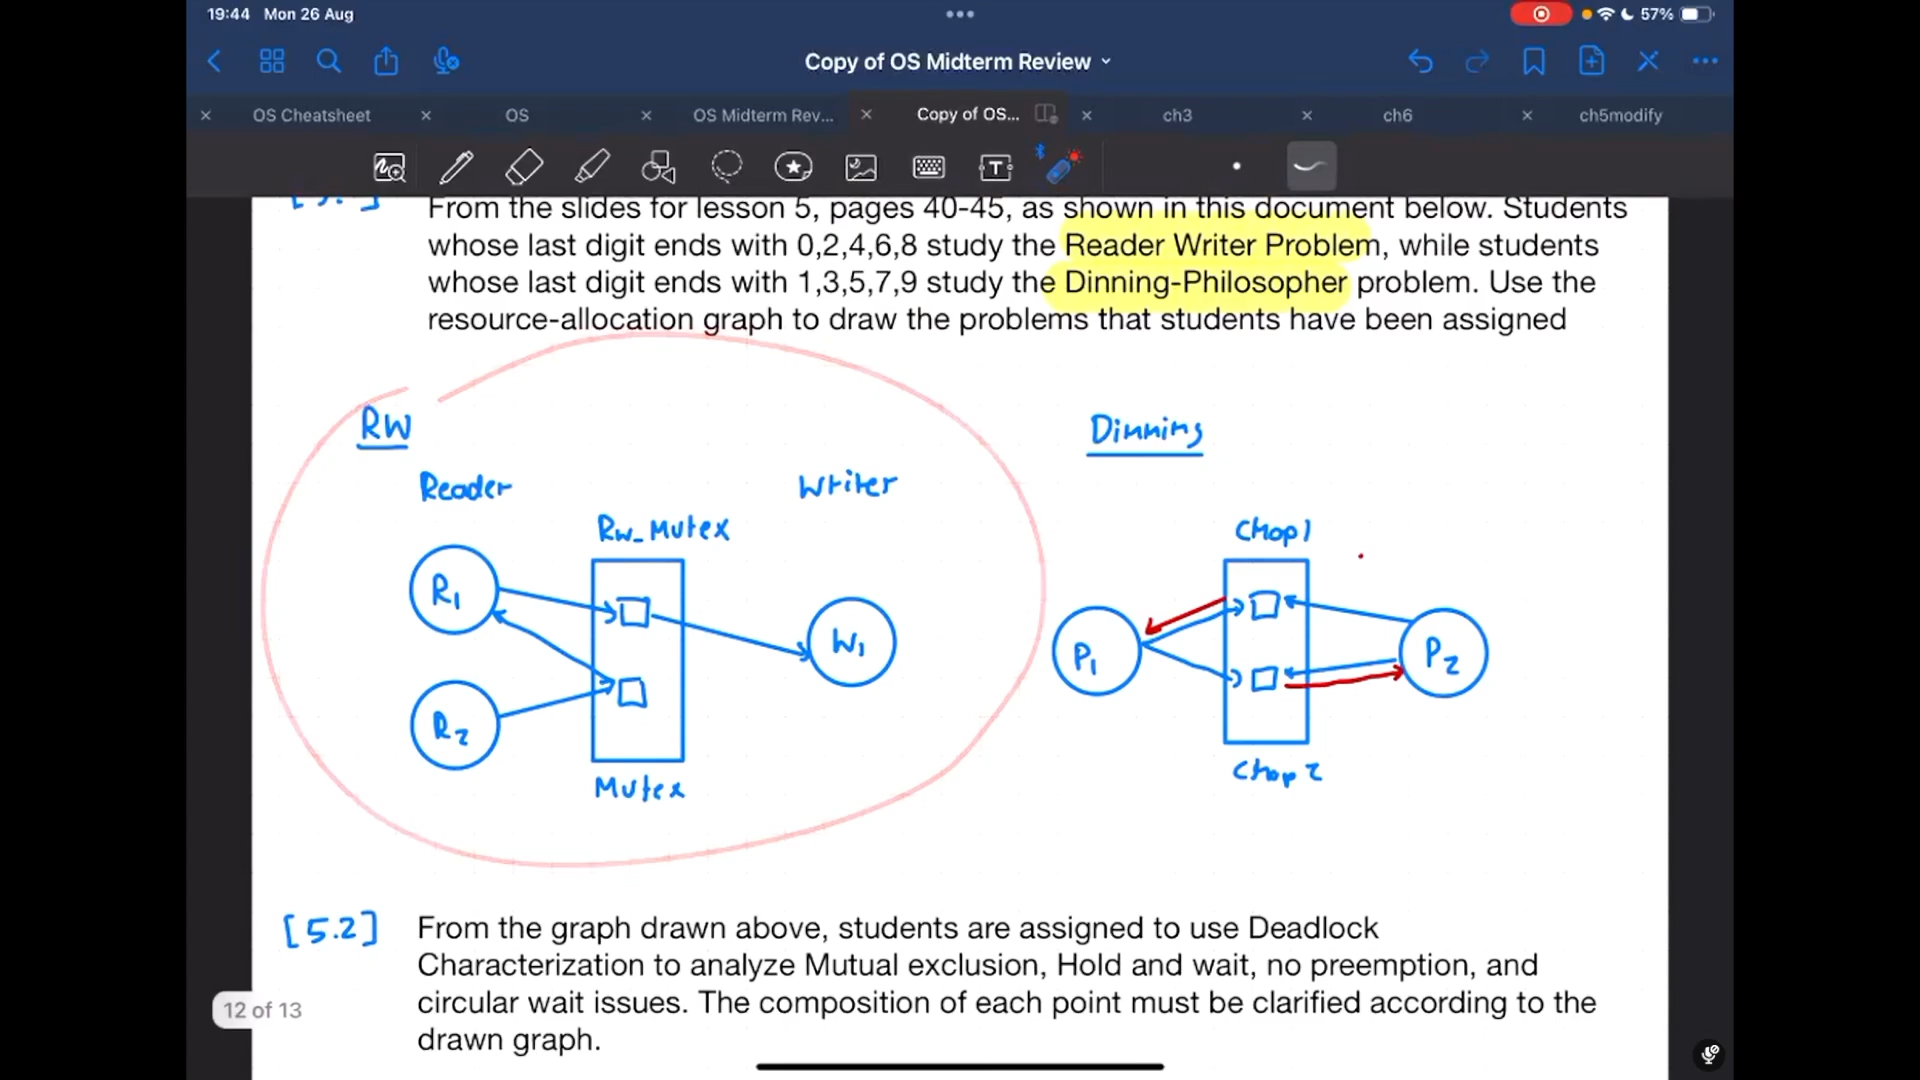 19:44 Mon 26 Aug
57%
Copy of OS Midterm Review
OS Cheatsheet
OS
OS Midterm Rev...
Copy of OS...
ch3
ch6
ch5modify
From the slides for lesson 5, pages 40-45, as shown in this document below. Students
whose last digit ends with 0,2,4,6,8 study the Reader Writer Problem, while students
whose last digit ends with 1,3,5,7,9 study the Dinning-Philosopher problem. Use the
resource-allocation graph to draw the problems that students have been assigned
RW
Reader
Writer
Rw_Mutex
R1
R2
W1
Mutex
Dinning
Chop1
P1
P2
Chop2
[5.2] From the graph drawn above, students are assigned to use Deadlock
Characterization to analyze Mutual exclusion, Hold and wait, no preemption, and
circular wait issues. The composition of each point must be clarified according to the
drawn graph.
12 of 13